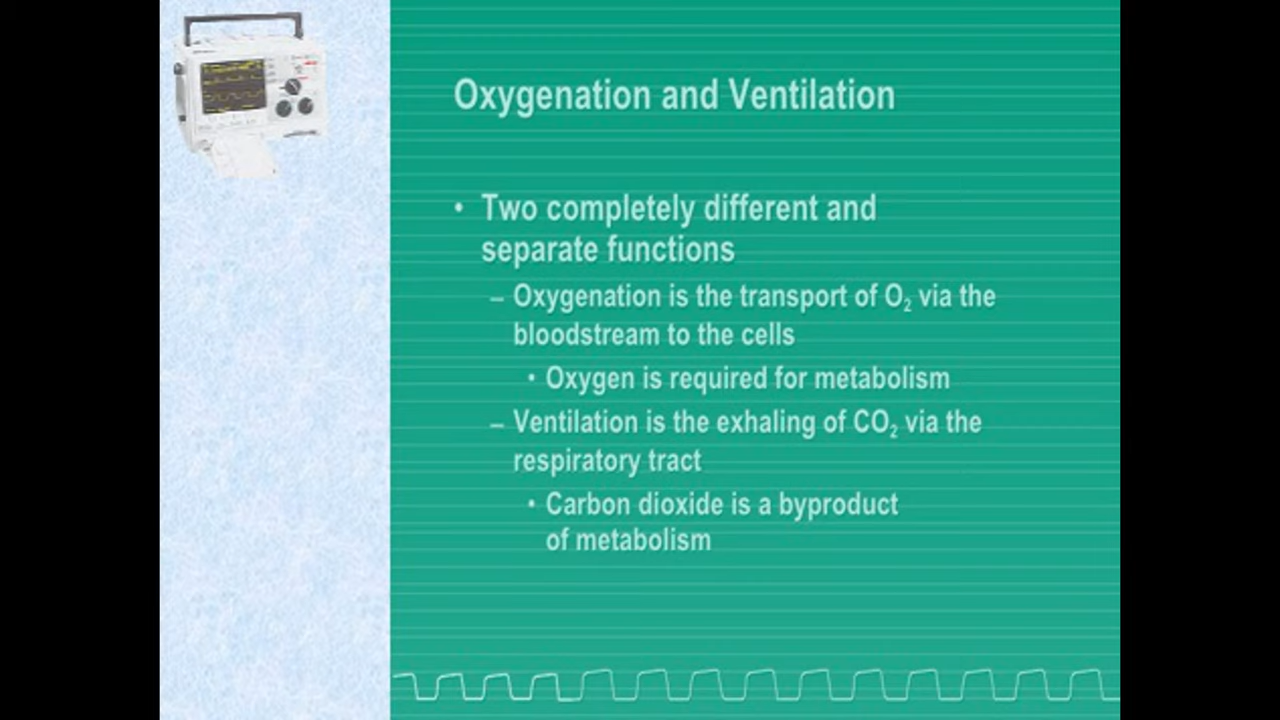 Oxygenation and Ventilation
• Two completely different and
separate functions
– Oxygenation is the transport of O₂ via the
bloodstream to the cells
• Oxygen is required for metabolism
– Ventilation is the exhaling of CO₂ via the
respiratory tract
• Carbon dioxide is a byproduct
of metabolism